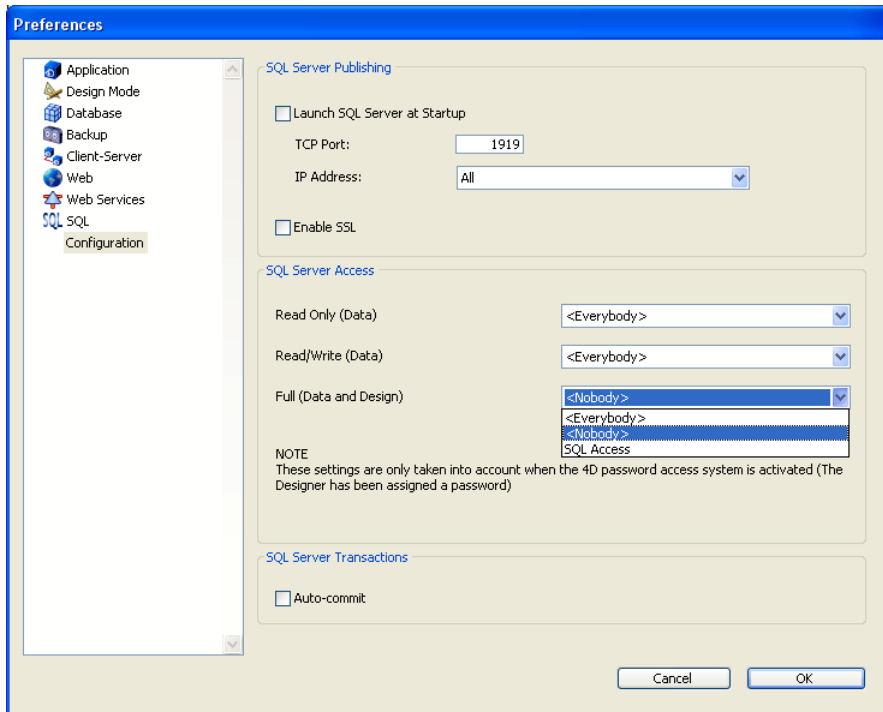 Preferences
Application
Design Mode
Database
Backup
Client-Server
Web
Web Services
SQL SQL
Configuration
SQL Server Publishing
Launch SQL Server at Startup
TCP Port: 1919
IP Address: All
Enable SSL
SQL Server Access
Read Only (Data) <Everybody>
Read/Write (Data) <Everybody>
Full (Data and Design) <Nobody>
<Everybody>
<Nobody>
SQL Access
NOTE
These settings are only taken into account when the 4D password access system is activated (The
Designer has been assigned a password)
SQL Server Transactions
Auto-commit
Cancel OK